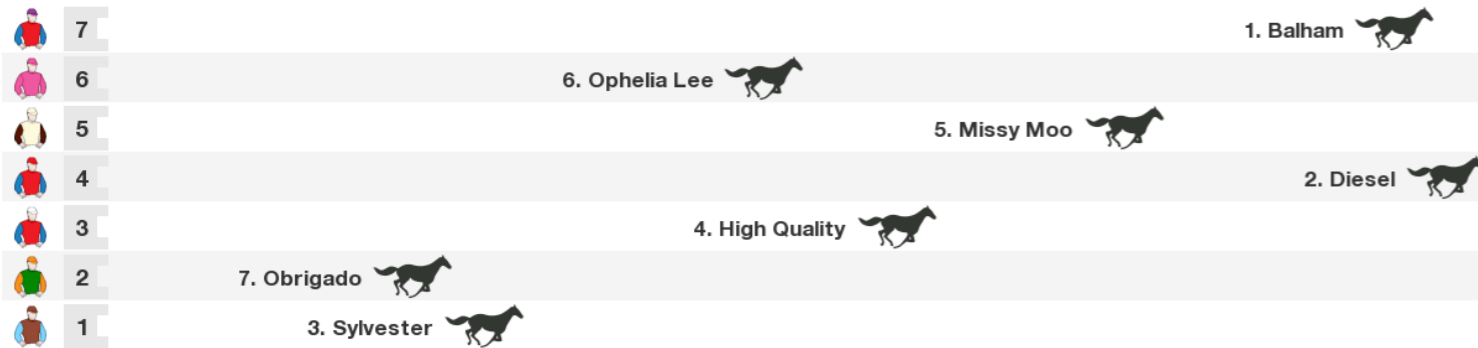 7 1. Balham
6 6. Ophelia Lee
5 5. Missy Moo
4 2. Diesel
3 4. High Quality
2 7. Obrigado
1 3. Sylvester